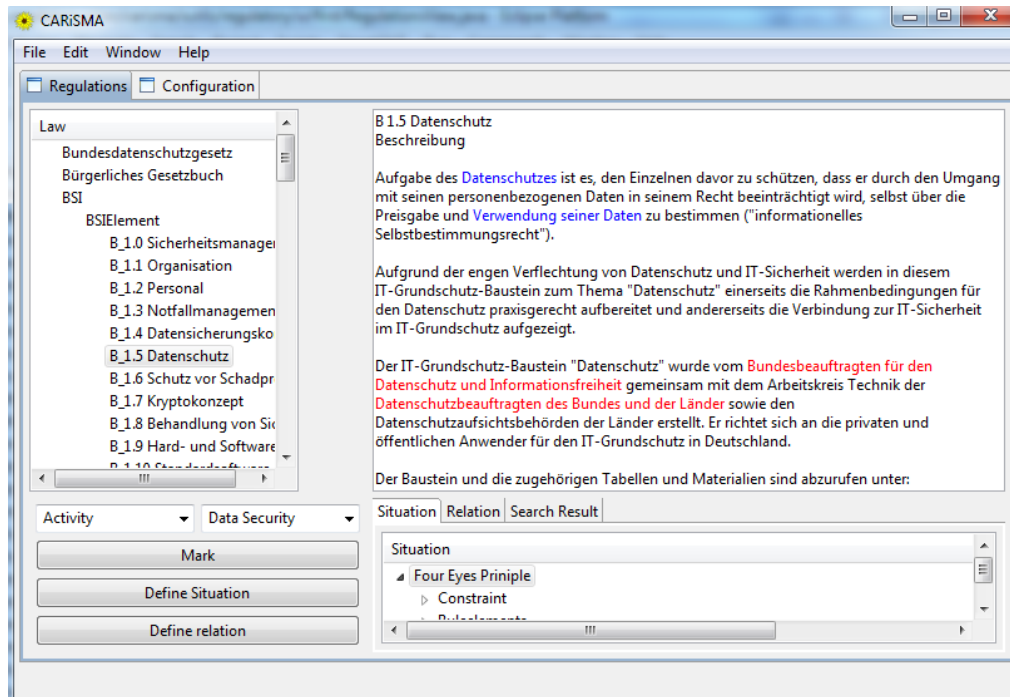 CARiSMA
File Edit Window Help
Regulations Configuration
Law
Bundesdatenschutzgesetz
Bürgerliches Gesetzbuch
BSI
BSIElement
B_1.0 Sicherheitsmanager
B_1.1 Organisation
B_1.2 Personal
B_1.3 Notfallmanagemen
B_1.4 Datensicherungsko
B_1.5 Datenschutz
B_1.6 Schutz vor Schadpr
B_1.7 Kryptokonzept
B_1.8 Behandlung von Sic
B_1.9 Hard- und Software
B_1.10 Standardsoftware
Activity Data Security
Mark
Define Situation
Define relation
B 1.5 Datenschutz
Beschreibung
Aufgabe des Datenschutzes ist es, den Einzelnen davor zu schützen, dass er durch den Umgang
mit seinen personenbezogenen Daten in seinem Recht beeinträchtigt wird, selbst über die
Preisgabe und Verwendung seiner Daten zu bestimmen ("informationelles
Selbstbestimmungsrecht").
Aufgrund der engen Verflechtung von Datenschutz und IT-Sicherheit werden in diesem
IT-Grundschutz-Baustein zum Thema "Datenschutz" einerseits die Rahmenbedingungen für
den Datenschutz praxisgerecht aufbereitet und andererseits die Verbindung zur IT-Sicherheit
im IT-Grundschutz aufgezeigt.
Der IT-Grundschutz-Baustein "Datenschutz" wurde vom Bundesbeauftragten für den
Datenschutz und Informationsfreiheit gemeinsam mit dem Arbeitskreis Technik der
Datenschutzbeauftragten des Bundes und der Länder sowie den
Datenschutzaufsichtsbehörden der Länder erstellt. Er richtet sich an die privaten und
öffentlichen Anwender für den IT-Grundschutz in Deutschland.
Der Baustein und die zugehörigen Tabellen und Materialien sind abzurufen unter:
Situation Relation Search Result
Situation
Four Eyes Priniple
Constraint
Ruleelements